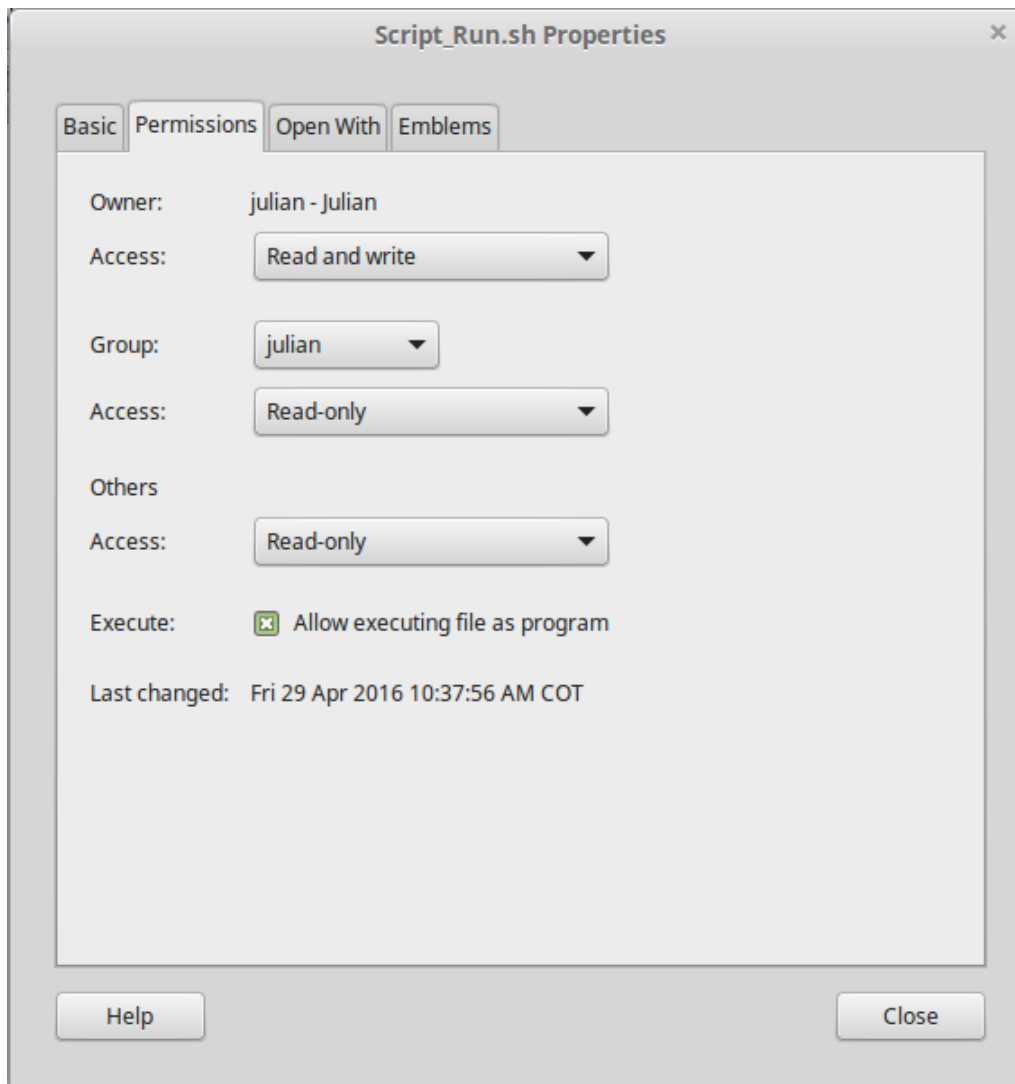 Script_Run.sh Properties
Basic Permissions Open With Emblems
Owner: julian - Julian
Access: Read and write
Group: julian
Access: Read-only
Others
Access: Read-only
Execute: Allow executing file as program
Last changed: Fri 29 Apr 2016 10:37:56 AM COT
Help Close